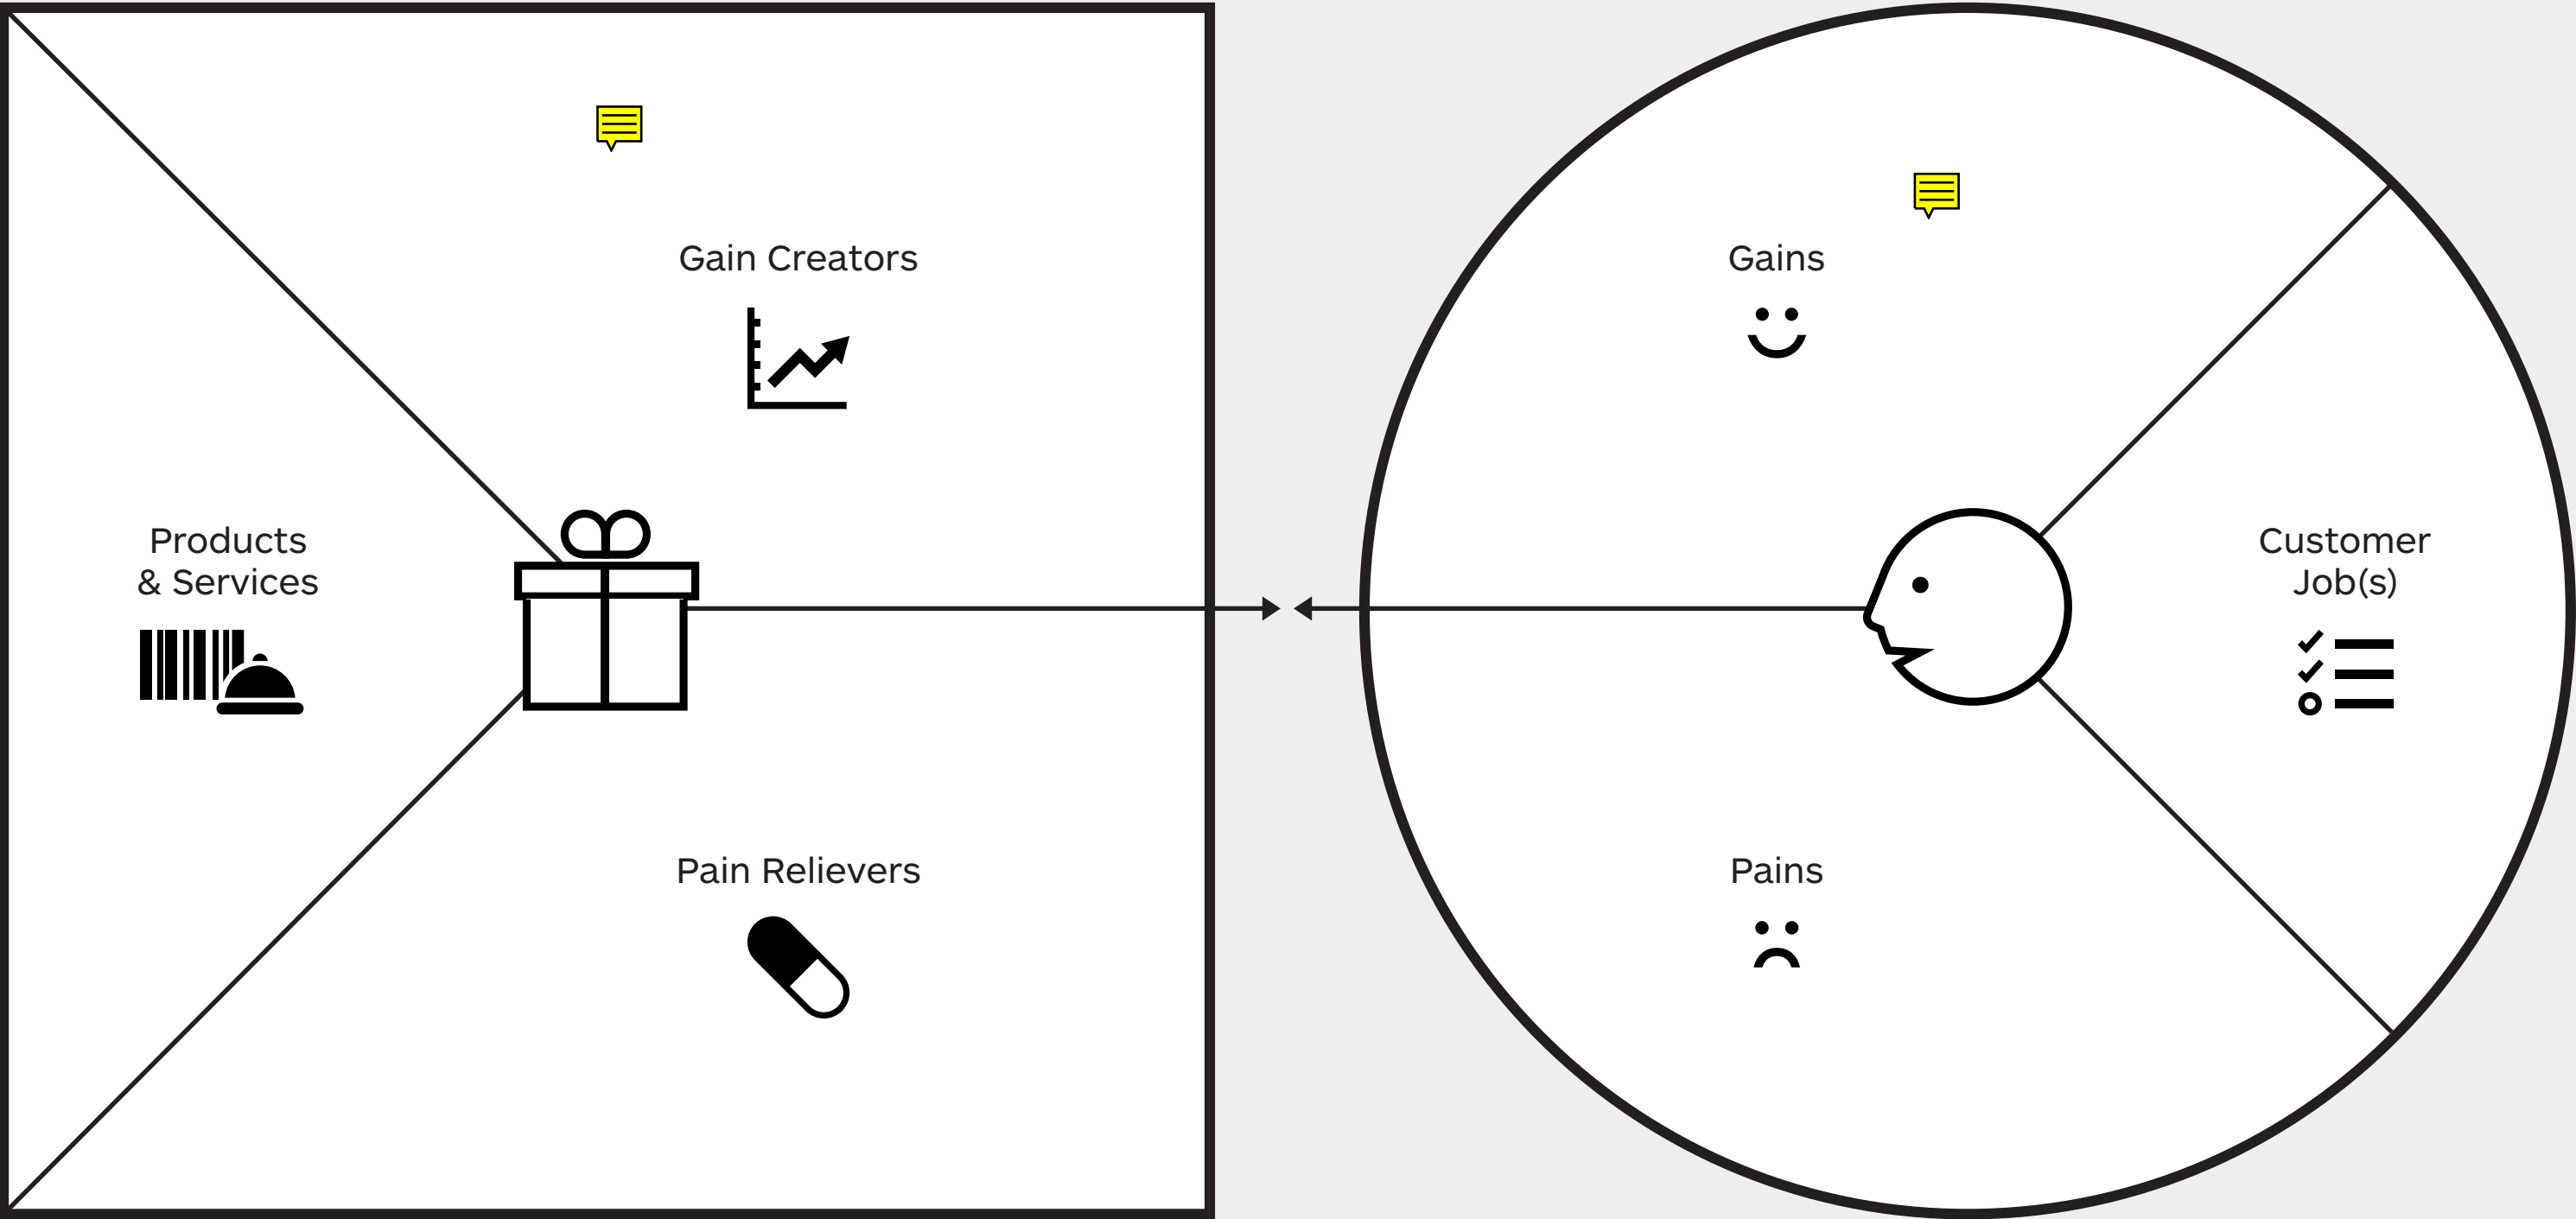 Gain Creators
Products
& Services
Pain Relievers
Gains
Customer
Job(s)
Pains